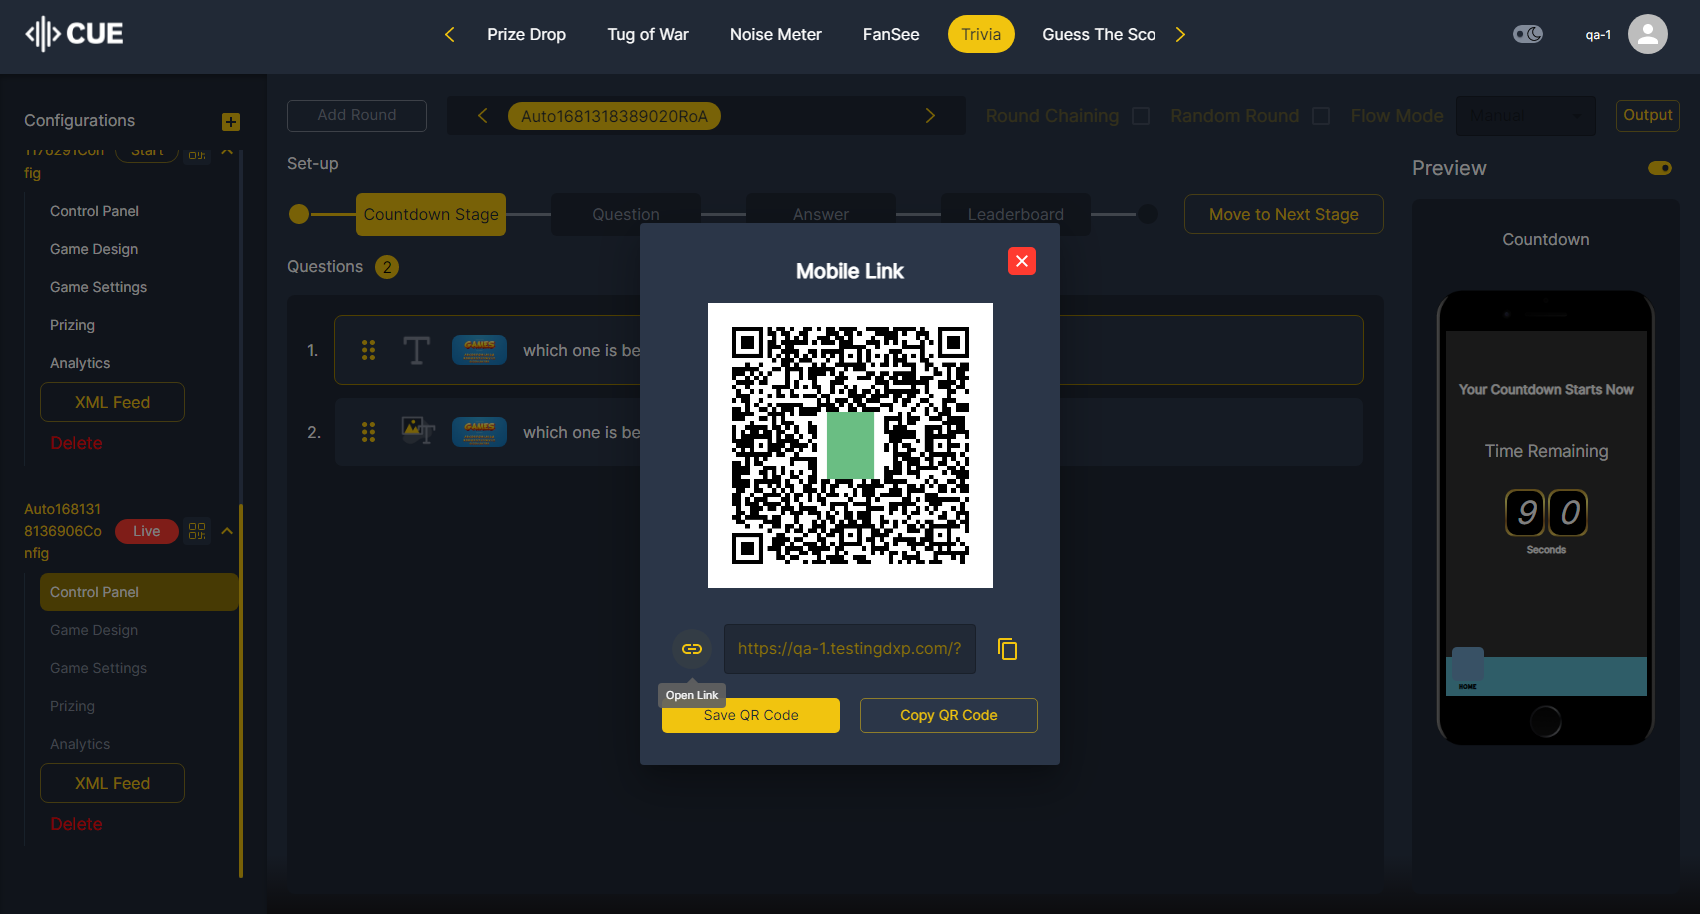 CUE
Prize Drop
Tug of War
Noise Meter
FanSee
Trivia
Guess The Sco
qa-1
Configurations
Start
fig
Control Panel
Game Design
Game Settings
Prizing
Analytics
XML Feed
Delete
Auto168131
8136906Co
nfig
Live
Control Panel
Game Design
Game Settings
Prizing
Analytics
XML Feed
Delete
Add Round
Auto1681318389020RoA
Round Chaining
Random Round
Flow Mode
Manual
Output
Set-up
Countdown Stage
Question
Answer
Leaderboard
Move to Next Stage
Questions 2
1.
GAMES
which one is be
2.
GAMES
which one is be
Mobile Link
https://qa-1.testingdxp.com/?
Open Link
Save QR Code
Copy QR Code
Preview
Countdown
Your Countdown Starts Now
Time Remaining
9 0
Seconds
HOME